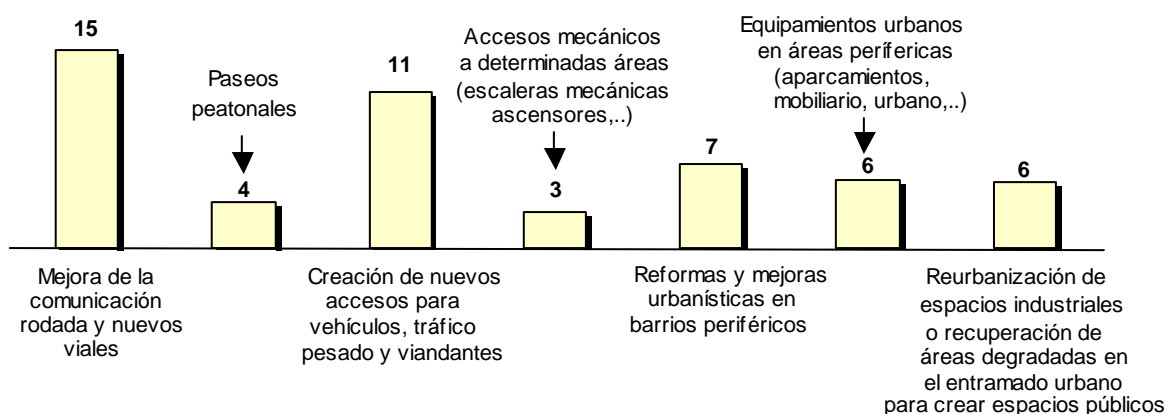 15
Paseos
peatonales
4
11
Accesos mecánicos
a determinadas áreas
(escaleras mecánicas
ascensores,..)
3
7
Equipamientos urbanos
en áreas perífericas
(aparcamientos,
mobiliario, urbano,..)
6
6
Mejora de la
comunicación
rodada y nuevos
viales
Creación de nuevos
accesos para
vehículos, tráfico
pesado y viandantes
Reformas y mejoras
urbanísticas en
barrios periféricos
Reurbanización de
espacios industriales
o recuperación de
áreas degradadas en
el entramado urbano
para crear espacios públicos